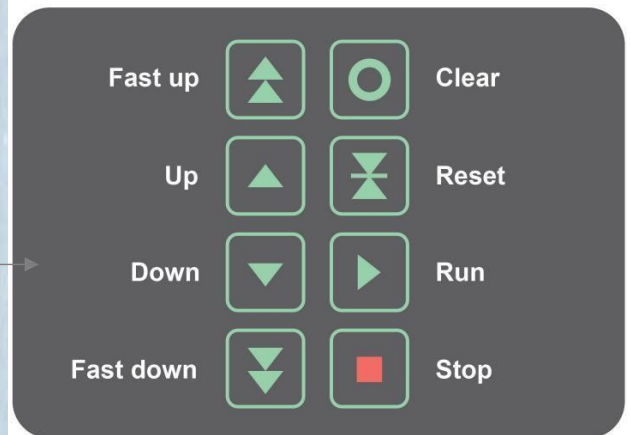 Fast up
Clear
Up
Reset
Down
Run
Fast down
Stop